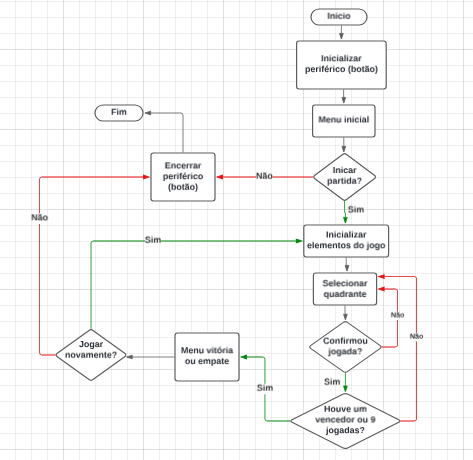 Inicio
Inicializar
periférico (botão)
Menu inicial
Fim
Encerrar
periférico
(botão)
Não
Inicar
partida?
Sim
Não
Inicializar
elementos do jogo
Sim
Selecionar
quadrante
Não
Não
Confirmou
jogada?
Jogar
novamente?
Menu vitória
ou empate
Sim
Sim
Houve um
vencedor ou 9
jogadas?